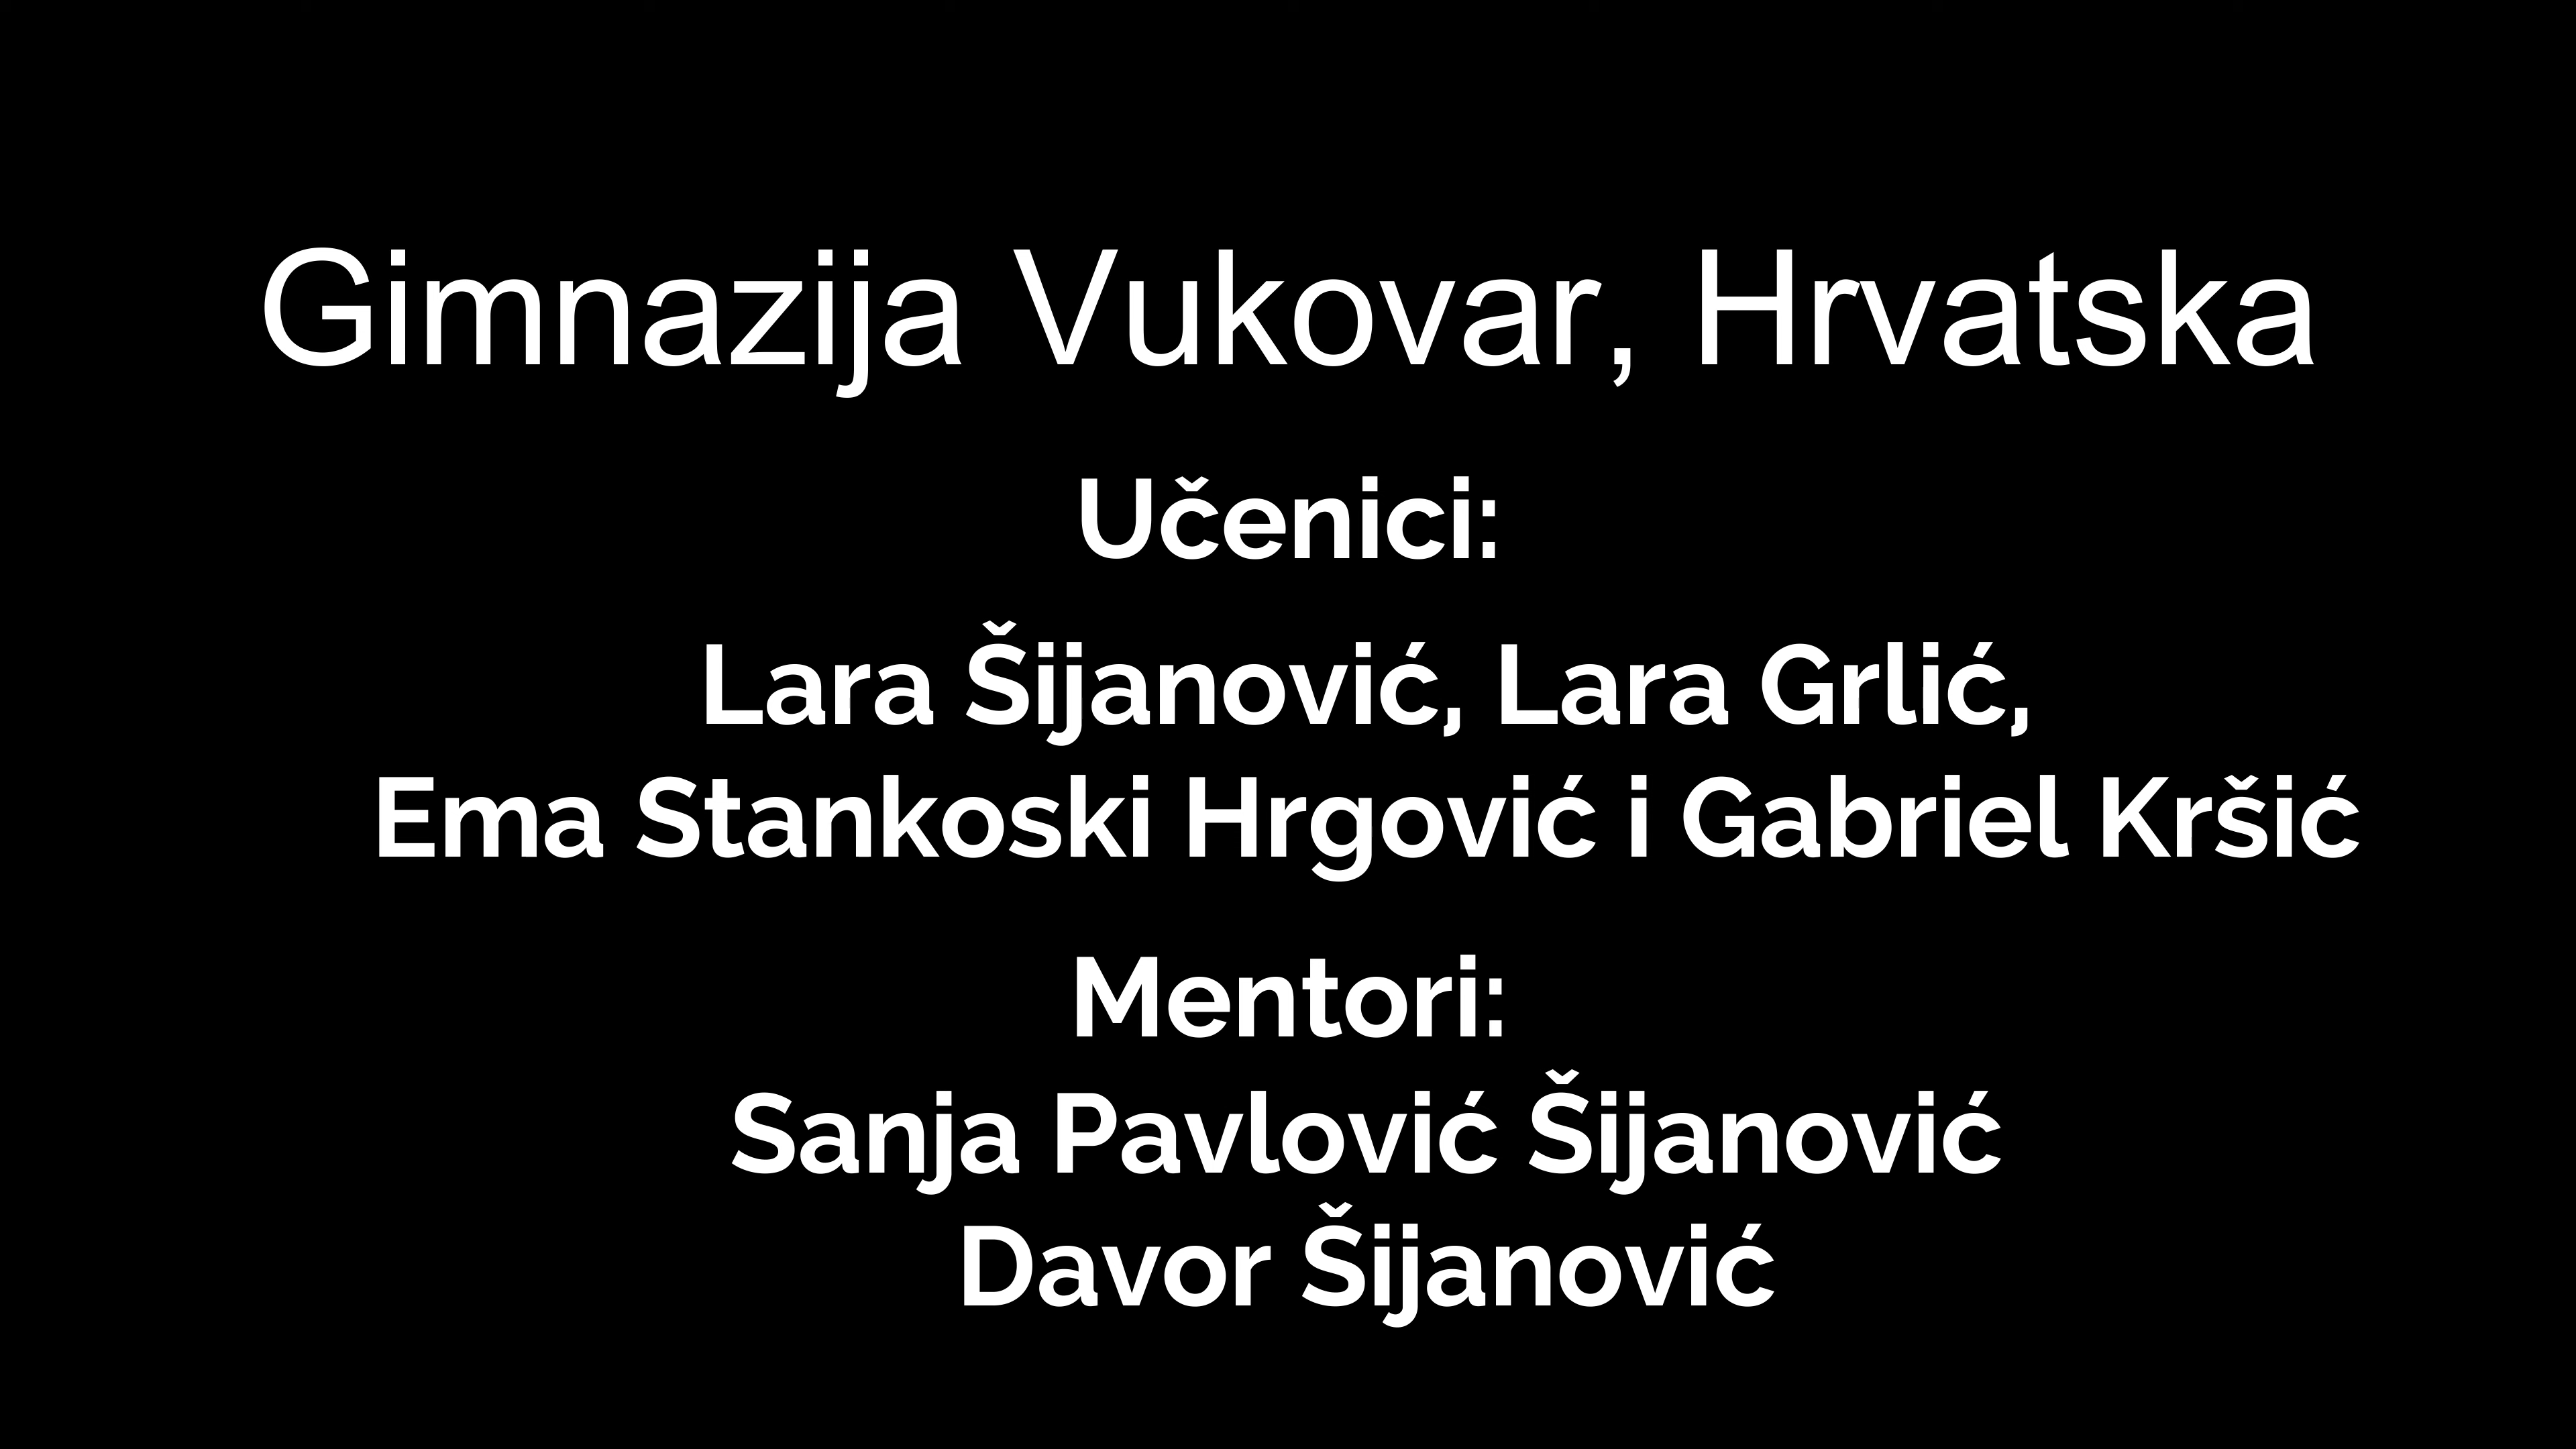 Gimnazija Vukovar, Hrvatska
Učenici:
Lara Šijanović, Lara Grlić,
Ema Stankoski Hrgović i Gabriel Kršić
Mentori:
Sanja Pavlović Šijanović
Davor Šijanović